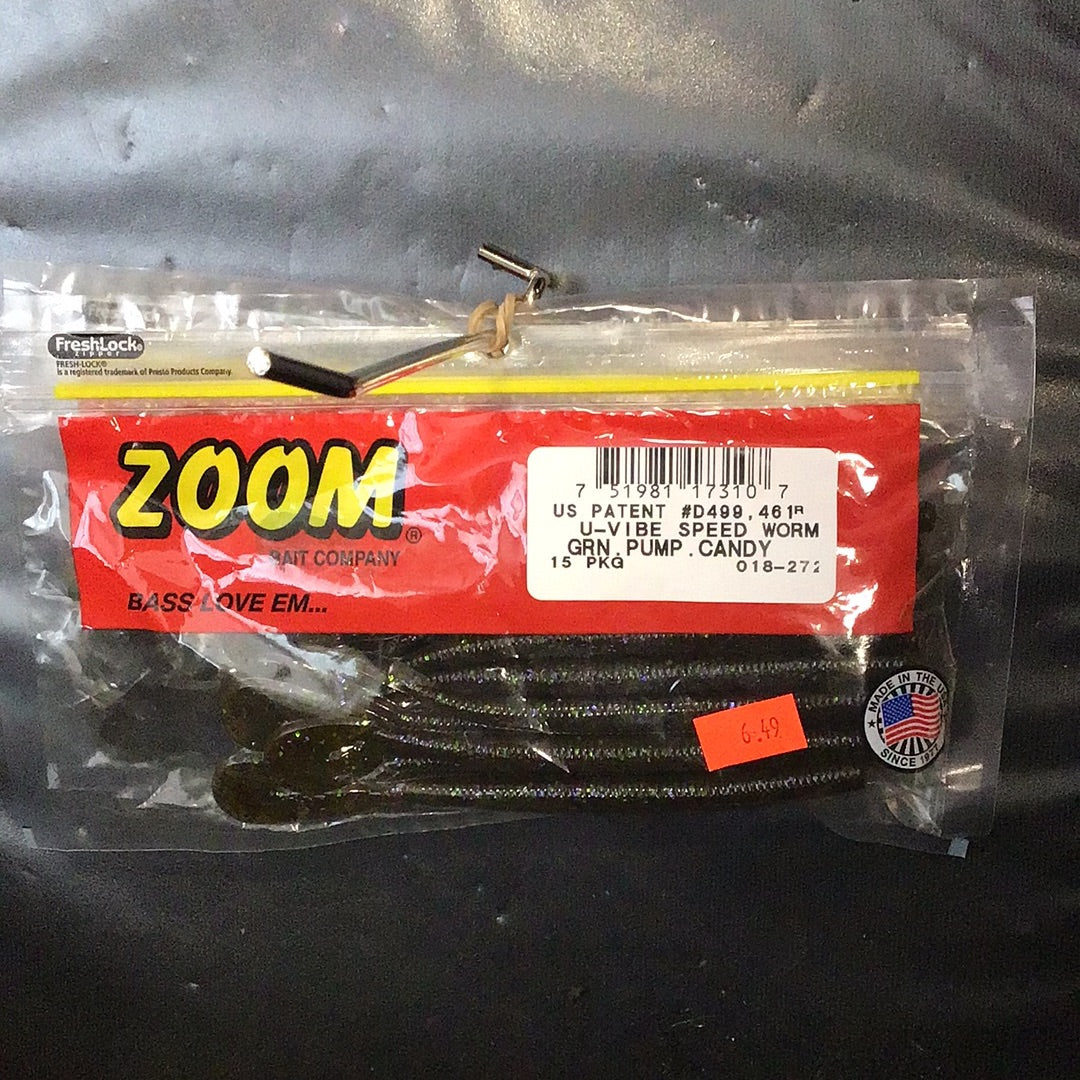 FreshLock®
Zipper
FRESH-LOCK®
is a registered trademark of Presto Products Company.
ZOOM®
BAIT COMPANY
BASS LOVE EM...
7 51981 17310 7
US PATENT #D499,461R
U-VIBE SPEED WORM
GRN.PUMP.CANDY
15 PKG 018-272
6.49
MADE IN THE USA
SINCE 1977